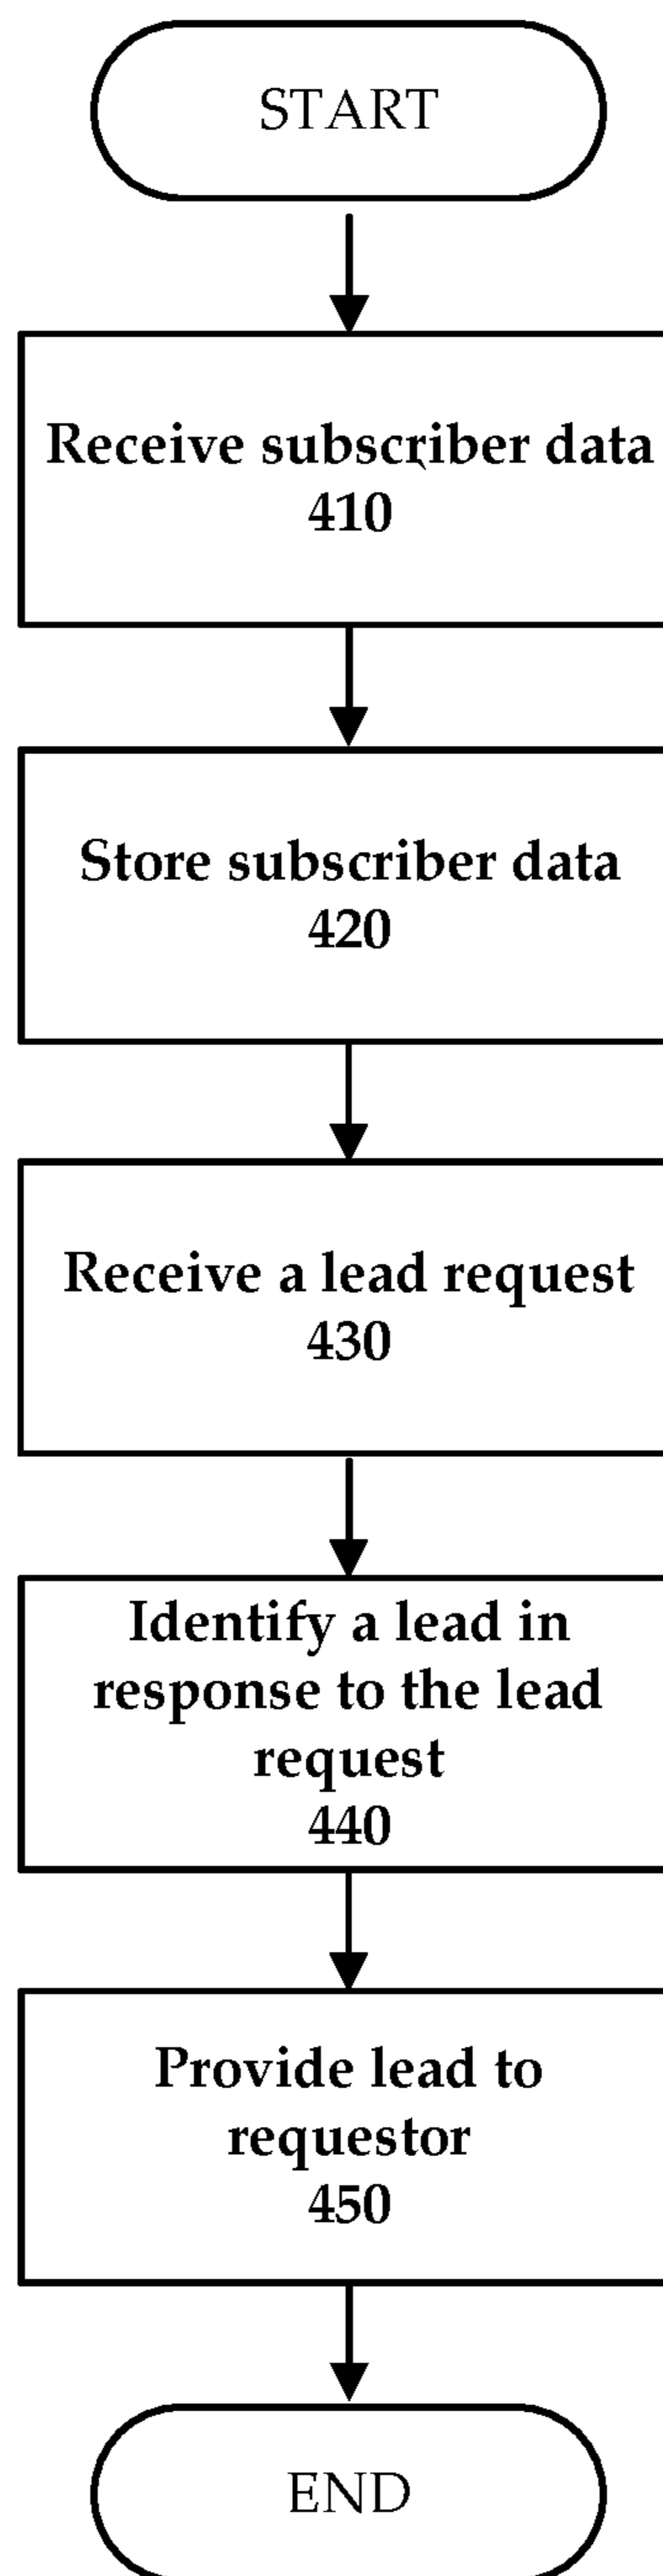 START
Receive subscriber data
410
Store subscriber data
420
Receive a lead request
430
Identify a lead in
response to the lead
request
440
Provide lead to
requestor
450
END